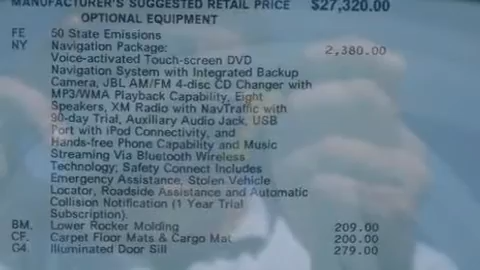 MANUFACTURER'S SUGGESTED RETAIL PRICE $27,320.00
OPTIONAL EQUIPMENT
FE 50 State Emissions
NY Navigation Package: 2,380.00
Voice-activated Touch-screen DVD
Navigation System with Integrated Backup
Camera, JBL AM/FM 4-disc CD Changer with
MP3/WMA Playback Capability, Eight
Speakers, XM Radio with NavTraffic with
90-day Trial, Auxiliary Audio Jack, USB
Port with iPod Connectivity, and
Hands-free Phone Capability and Music
Streaming Via Bluetooth Wireless
Technology; Safety Connect Includes
Emergency Assistance, Stolen Vehicle
Locator, Roadside Assistance and Automatic
Collision Notification (1 Year Trial
Subscription).
BM. Lower Rocker Molding 209.00
CF. Carpet Floor Mats & Cargo Mat 200.00
G4. Illuminated Door Sill 279.00